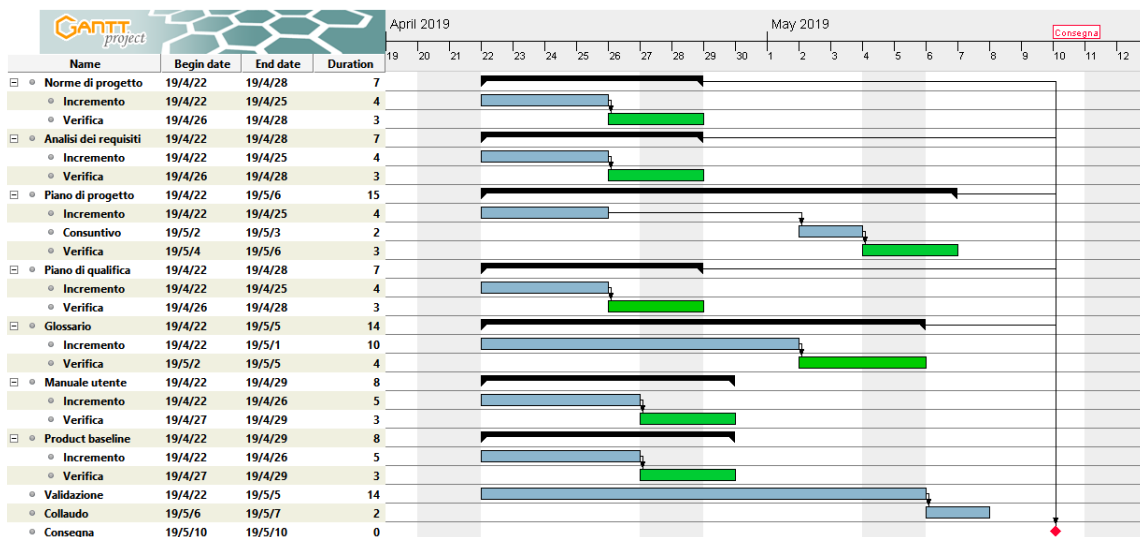 GANTT
project
April 2019
May 2019
Consegna
19 20 21 22 23 24 25 26 27 28 29 30 1 2 3 4 5 6 7 8 9 10 11 12
Name Begin date End date Duration
Norme di progetto 19/4/22 19/4/28 7
Incremento 19/4/22 19/4/25 4
Verifica 19/4/26 19/4/28 3
Analisi dei requisiti 19/4/22 19/4/28 7
Incremento 19/4/22 19/4/25 4
Verifica 19/4/26 19/4/28 3
Piano di progetto 19/4/22 19/5/6 15
Incremento 19/4/22 19/4/25 4
Consuntivo 19/5/2 19/5/3 2
Verifica 19/5/4 19/5/6 3
Piano di qualifica 19/4/22 19/4/28 7
Incremento 19/4/22 19/4/25 4
Verifica 19/4/26 19/4/28 3
Glossario 19/4/22 19/5/5 14
Incremento 19/4/22 19/5/1 10
Verifica 19/5/2 19/5/5 4
Manuale utente 19/4/22 19/4/29 8
Incremento 19/4/22 19/4/26 5
Verifica 19/4/27 19/4/29 3
Product baseline 19/4/22 19/4/29 8
Incremento 19/4/22 19/4/26 5
Verifica 19/4/27 19/4/29 3
Validazione 19/4/22 19/5/5 14
Collaudo 19/5/6 19/5/7 2
Consegna 19/5/10 19/5/10 0